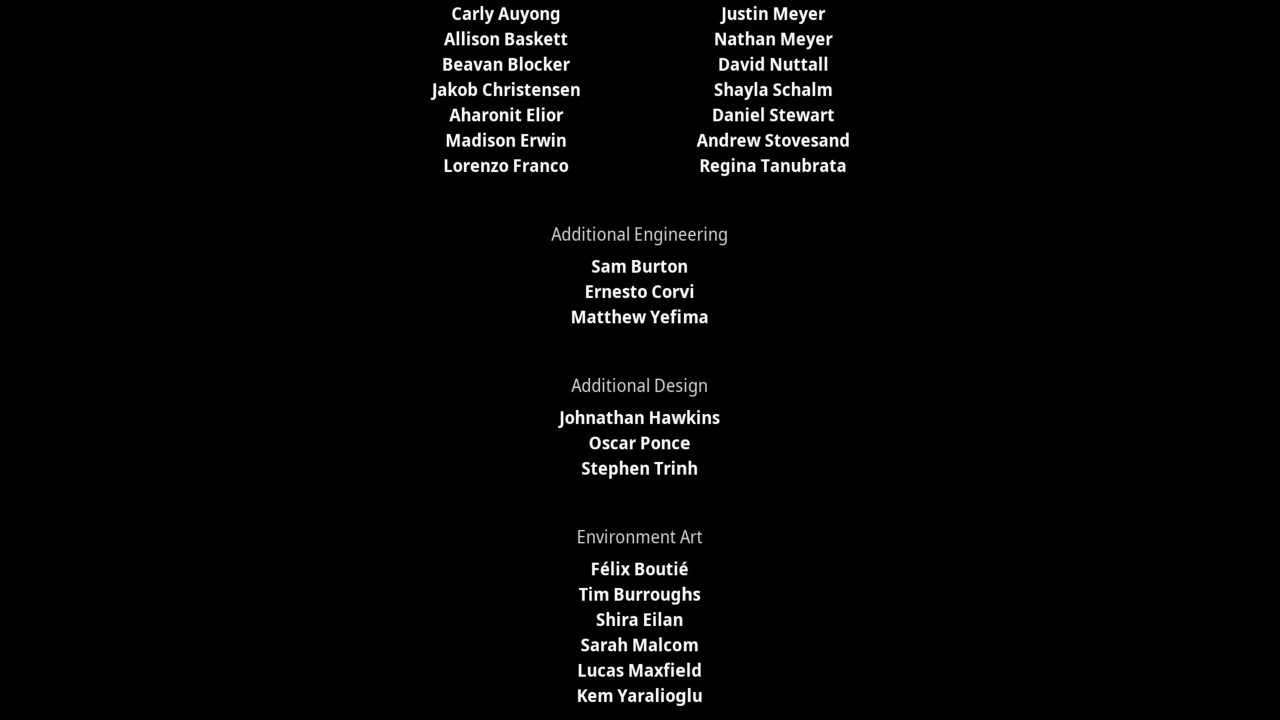 Carly Auyong Justin Meyer
Allison Baskett Nathan Meyer
Beavan Blocker David Nuttall
Jakob Christensen Shayla Schalm
Aharonit Elior Daniel Stewart
Madison Erwin Andrew Stovesand
Lorenzo Franco Regina Tanubrata
Additional Engineering
Sam Burton
Ernesto Corvi
Matthew Yefima
Additional Design
Johnathan Hawkins
Oscar Ponce
Stephen Trinh
Environment Art
Félix Boutié
Tim Burroughs
Shira Eilan
Sarah Malcom
Lucas Maxfield
Kem Yaralioglu